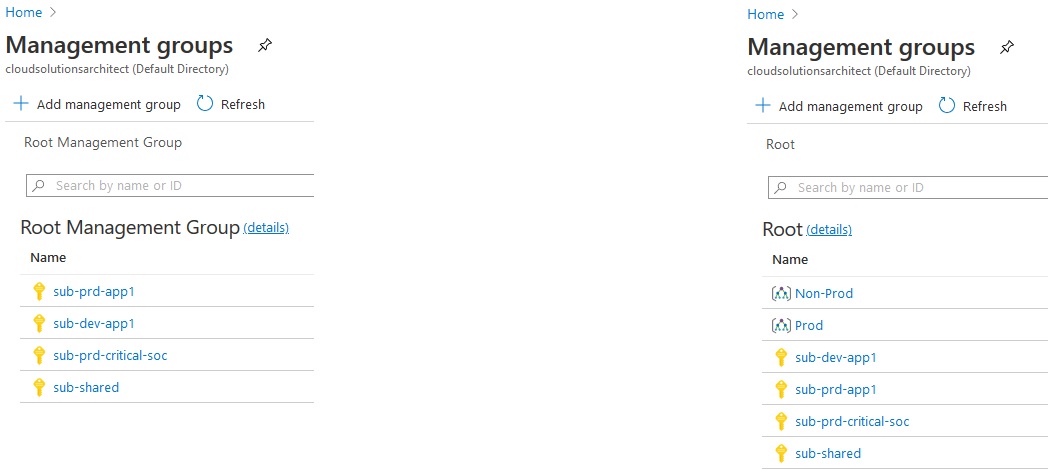 Home
Management groups
cloudsolutionsarchitect (Default Directory)
Add management group Refresh
Root Management Group
Search by name or ID
Root Management Group (details)
Name
sub-prd-app1
sub-dev-app1
sub-prd-critical-soc
sub-shared
Home
Management groups
cloudsolutionsarchitect (Default Directory)
Add management group Refresh
Root
Search by name or ID
Root (details)
Name
Non-Prod
Prod
sub-dev-app1
sub-prd-app1
sub-prd-critical-soc
sub-shared